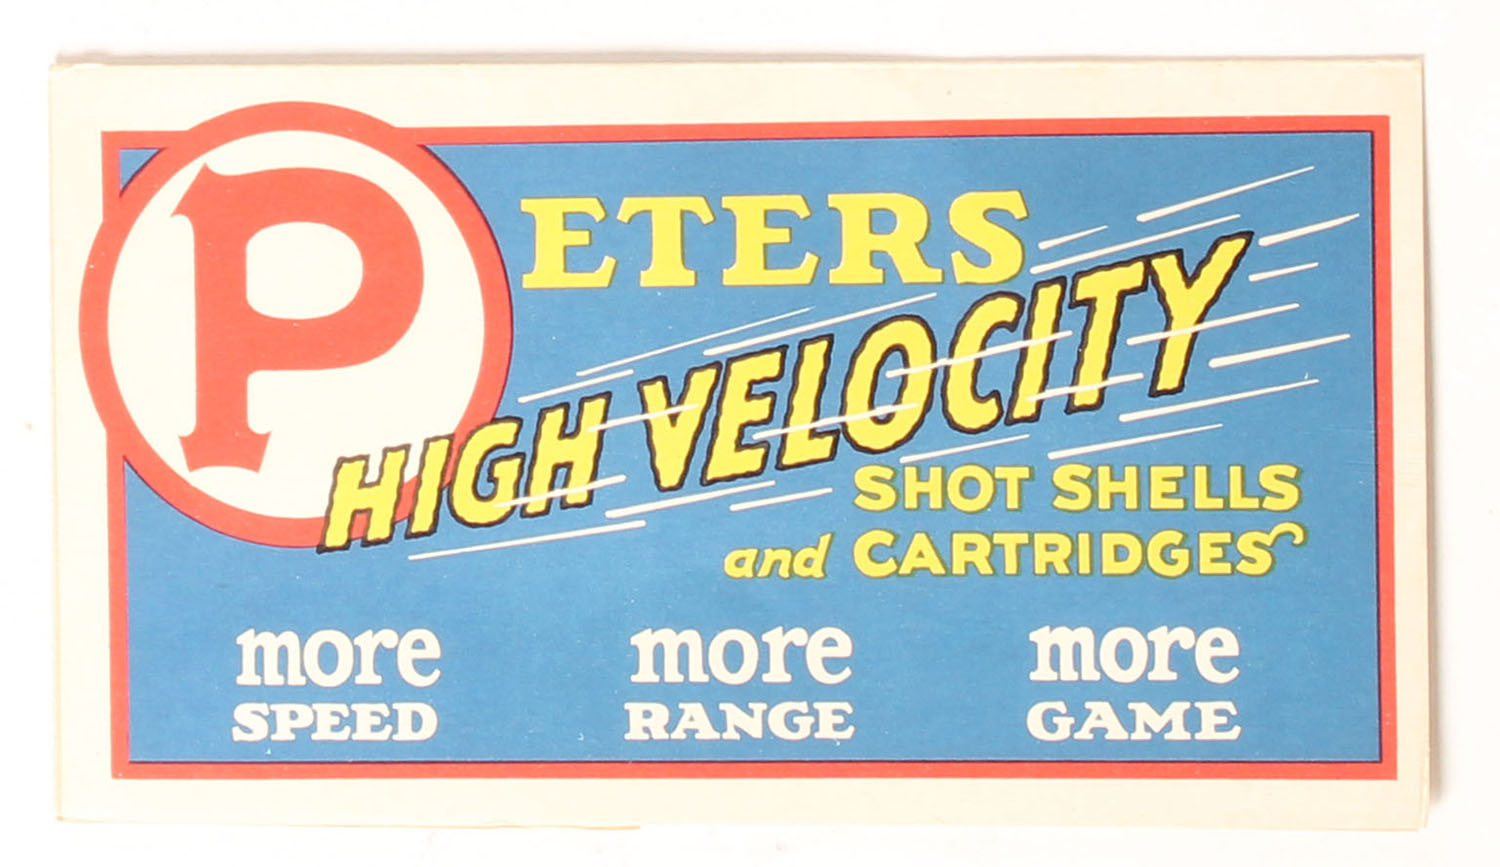 PETERS
HIGH VELOCITY
SHOT SHELLS
and CARTRIDGES
more SPEED
more RANGE
more GAME